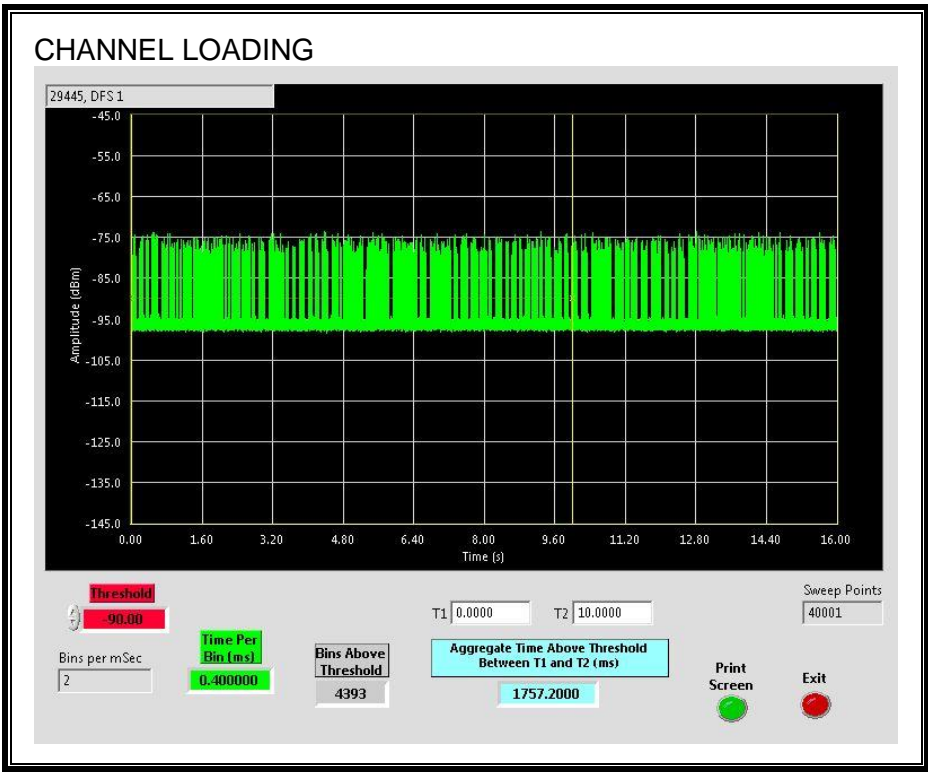 CHANNEL LOADING
29445, DFS 1
-45.0
-55.0
-65.0
-75.0
-85.0
-95.0
-105.0
-115.0
-125.0
-135.0
-145.0
Amplitude (dBm)
0.00 1.60 3.20 4.80 6.40 8.00 9.60 11.20 12.80 14.40 16.00
Time (s)
Threshold
-90.00
Bins per mSec
2
Time Per
Bin (ms)
0.400000
Bins Above
Threshold
4393
T1 0.0000 T2 10.0000
Aggregate Time Above Threshold
Between T1 and T2 (ms)
1757.2000
Sweep Points
40001
Print
Screen
Exit